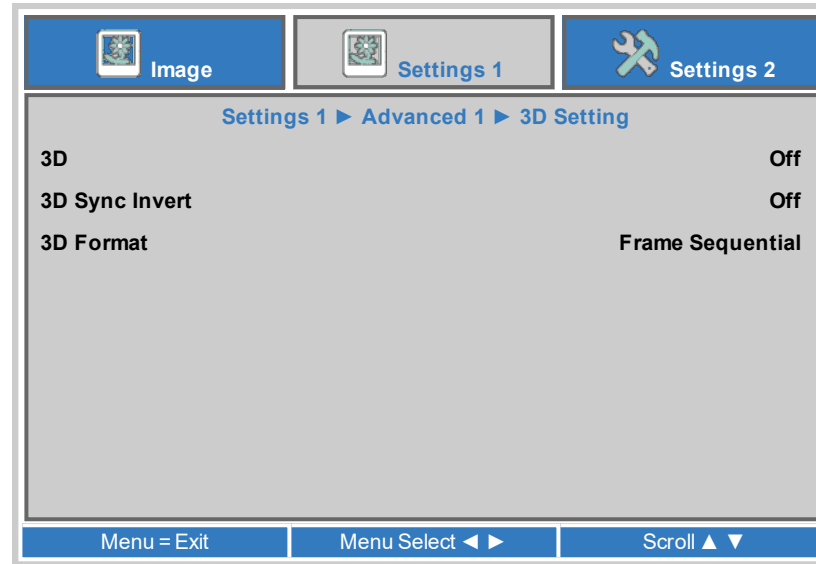 Image Settings 1 Settings 2
Settings 1 ► Advanced 1 ► 3D Setting
3D Off
3D Sync Invert Off
3D Format Frame Sequential
Menu = Exit Menu Select ◄ ► Scroll ▲ ▼